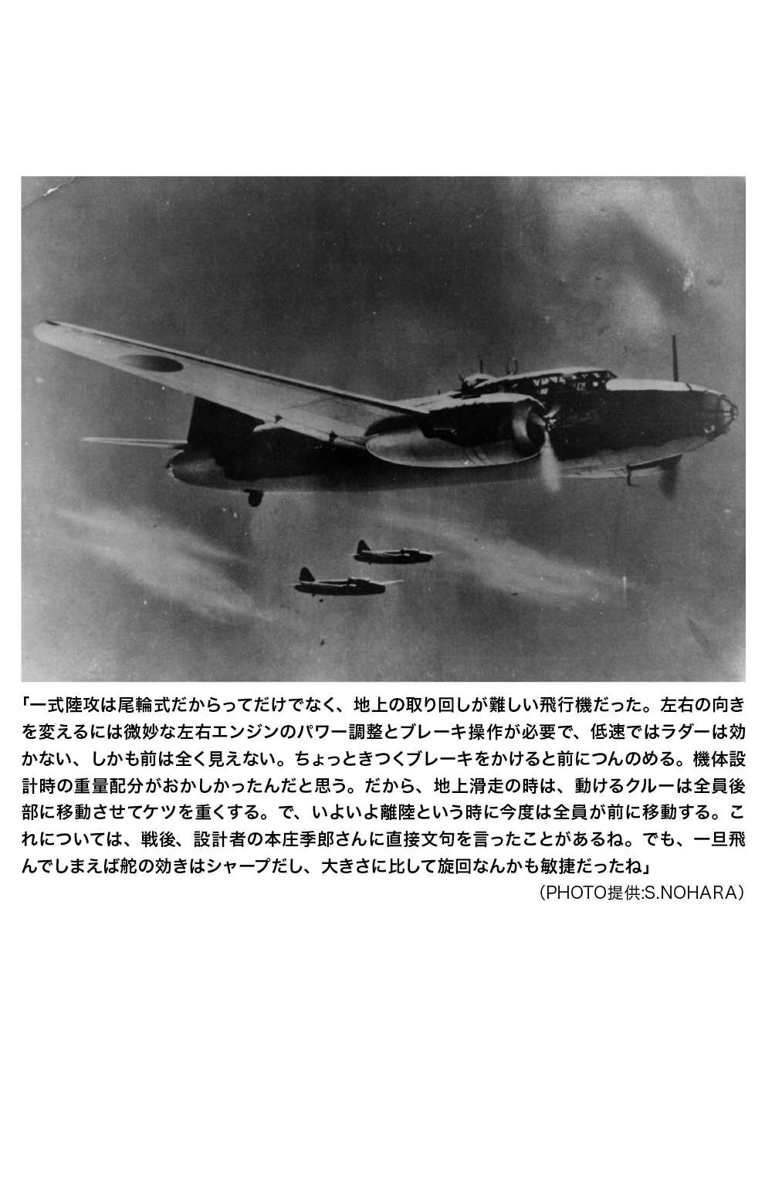 「一式陸攻は尾輪式だからってだけでなく、地上の取り回しが難しい飛行機だった。左右の向き
を変えるには微妙な左右エンジンのパワー調整とブレーキ操作が必要で、低速ではラダーは効
かない、しかも前は全く見えない。ちょっときつくブレーキをかけると前につんのめる。機体設
計時の重量配分がおかしかったんだと思う。だから、地上滑走の時は、動けるクルーは全員後
部に移動させてケツを重くする。で、いよいよ離陸という時に今度は全員が前に移動する。こ
れについては、戦後、設計者の本庄季郎さんに直接文句を言ったことがあるね。でも、一旦飛
んでしまえば舵の効きはシャープだし、大きさに比して旋回なんかも敏捷だったね」
（PHOTO提供:S.NOHARA）